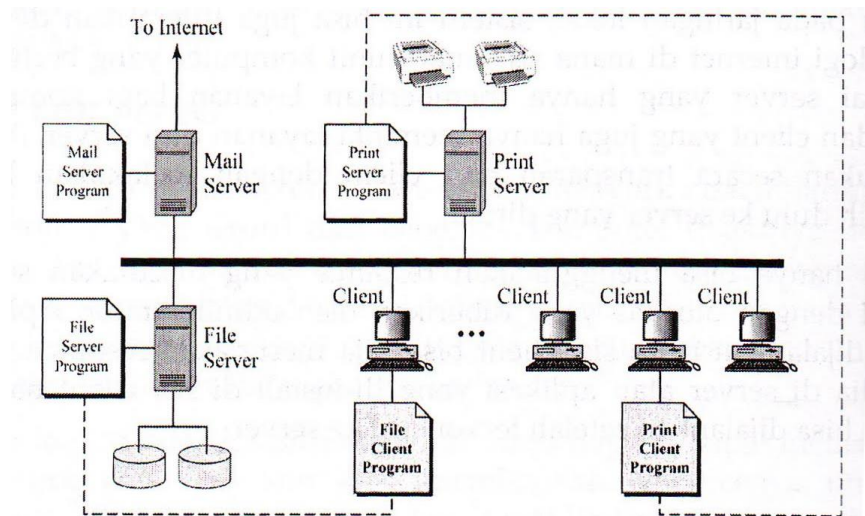 To Internet
Mail
Server
Program
Mail
Server
Print
Server
Program
Print
Server
File
Server
Program
File
Server
Client
...
Client
Client
Client
File
Client
Program
Print
Client
Program